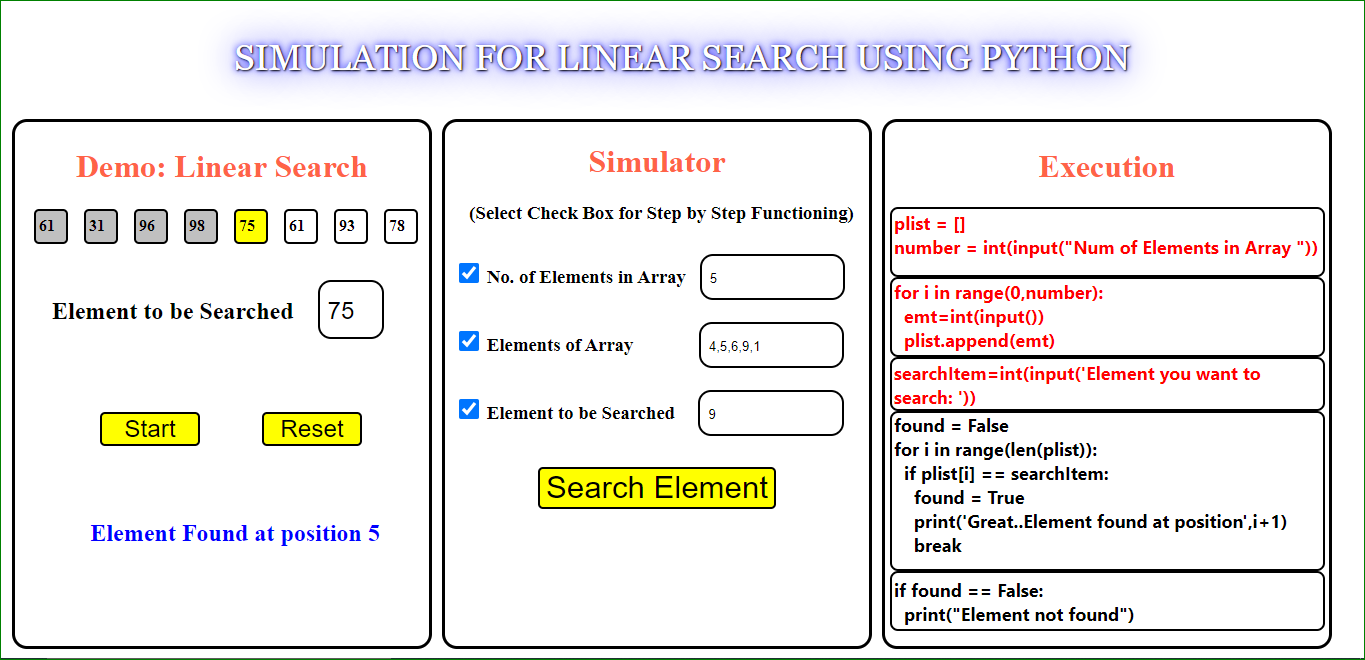 SIMULATION FOR LINEAR SEARCH USING PYTHON
Demo: Linear Search
61 31 96 98 75 61 93 78
Element to be Searched 75
Start Reset
Element Found at position 5
Simulator
(Select Check Box for Step by Step Functioning)
No. of Elements in Array 5
Elements of Array 4,5,6,9,1
Element to be Searched 9
Search Element
Execution
plist = []
number = int(input("Num of Elements in Array "))
for i in range(0,number):
emt=int(input())
plist.append(emt)
searchItem=int(input('Element you want to
search: '))
found = False
for i in range(len(plist)):
if plist[i] == searchItem:
found = True
print('Great..Element found at position',i+1)
break
if found == False:
print("Element not found")